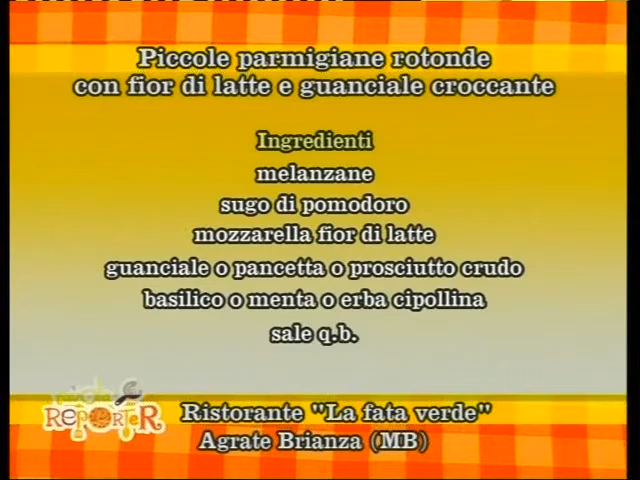 Piccole parmigiane rotonde
con fior di latte e guanciale croccante
Ingredienti
melanzane
sugo di pomodoro
mozzarella fior di latte
guanciale o pancetta o prosciutto crudo
basilico o menta o erba cipollina
sale q.b.
REPORTER
Ristorante "La fata verde"
Agrate Brianza (MB)